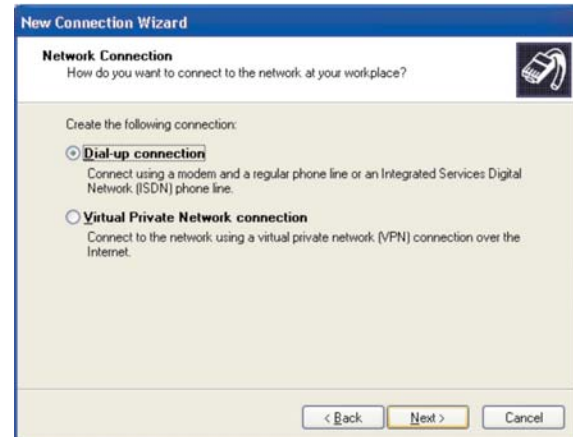 New Connection Wizard
Network Connection
How do you want to connect to the network at your workplace?
Create the following connection:
Dial-up connection
Connect using a modem and a regular phone line or an Integrated Services Digital
Network (ISDN) phone line.
Virtual Private Network connection
Connect to the network using a virtual private network (VPN) connection over the
Internet.
< Back Next > Cancel